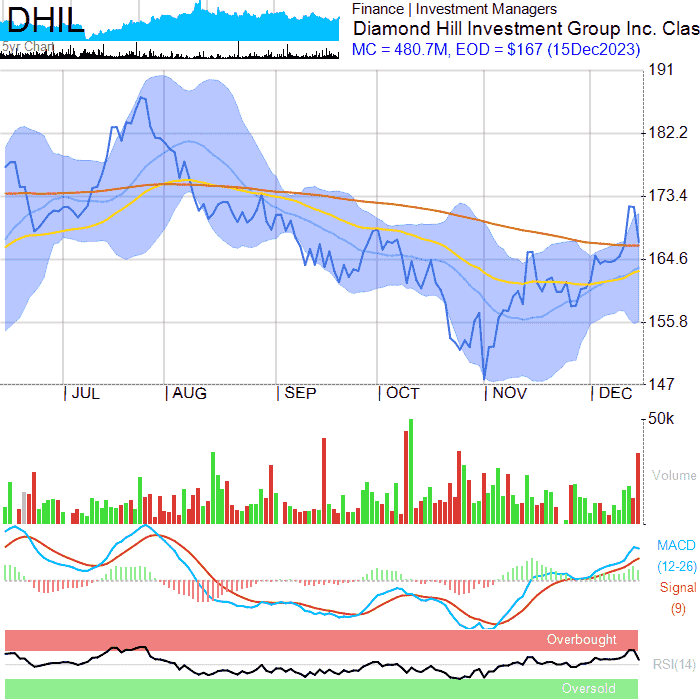 DHIL
5yr Chart
Finance | Investment Managers
Diamond Hill Investment Group Inc. Clas
MC = 480.7M, EOD = $167 (15Dec2023)
191
182.2
173.4
164.6
155.8
147
JUL AUG SEP OCT NOV DEC
50k
Volume
MACD
(12-26)
Signal
(9)
Overbought
RSI(14)
Oversold